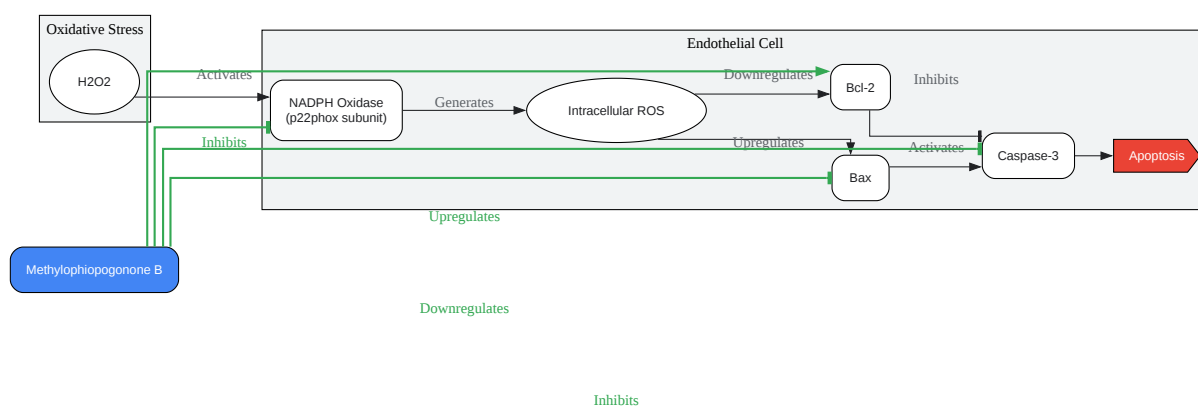 Oxidative Stress
Endothelial Cell
H2O2
Activates
Downregulates
Inhibits
Bcl-2
NADPH Oxidase
(p22phox subunit)
Generates
Intracellular ROS
Inhibits
Upregulates
Activates
Caspase-3
Apoptosis
Bax
Upregulates
Methylophiopogonone B
Downregulates
Inhibits